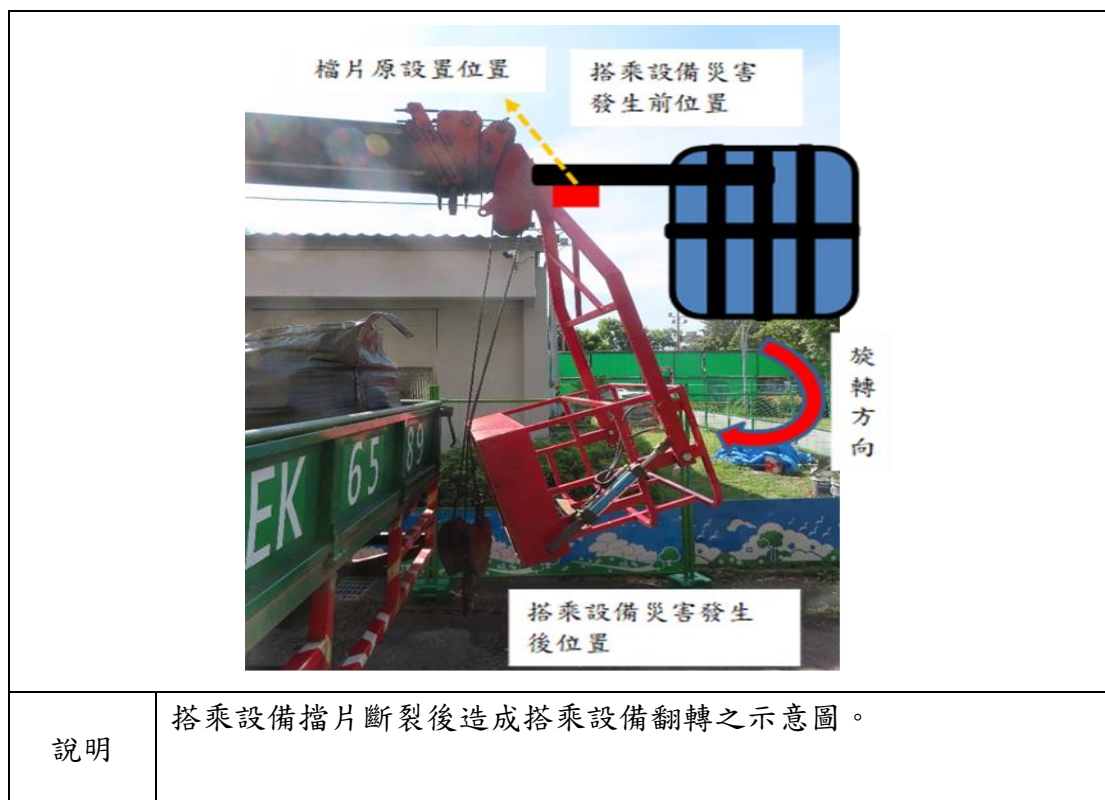 檔片原設置位置
搭乘設備災害
發生前位置
旋
轉
方
向
EK 65 89
搭乘設備災害發生
後位置
說明
搭乘設備擋片斷裂後造成搭乘設備翻轉之示意圖。